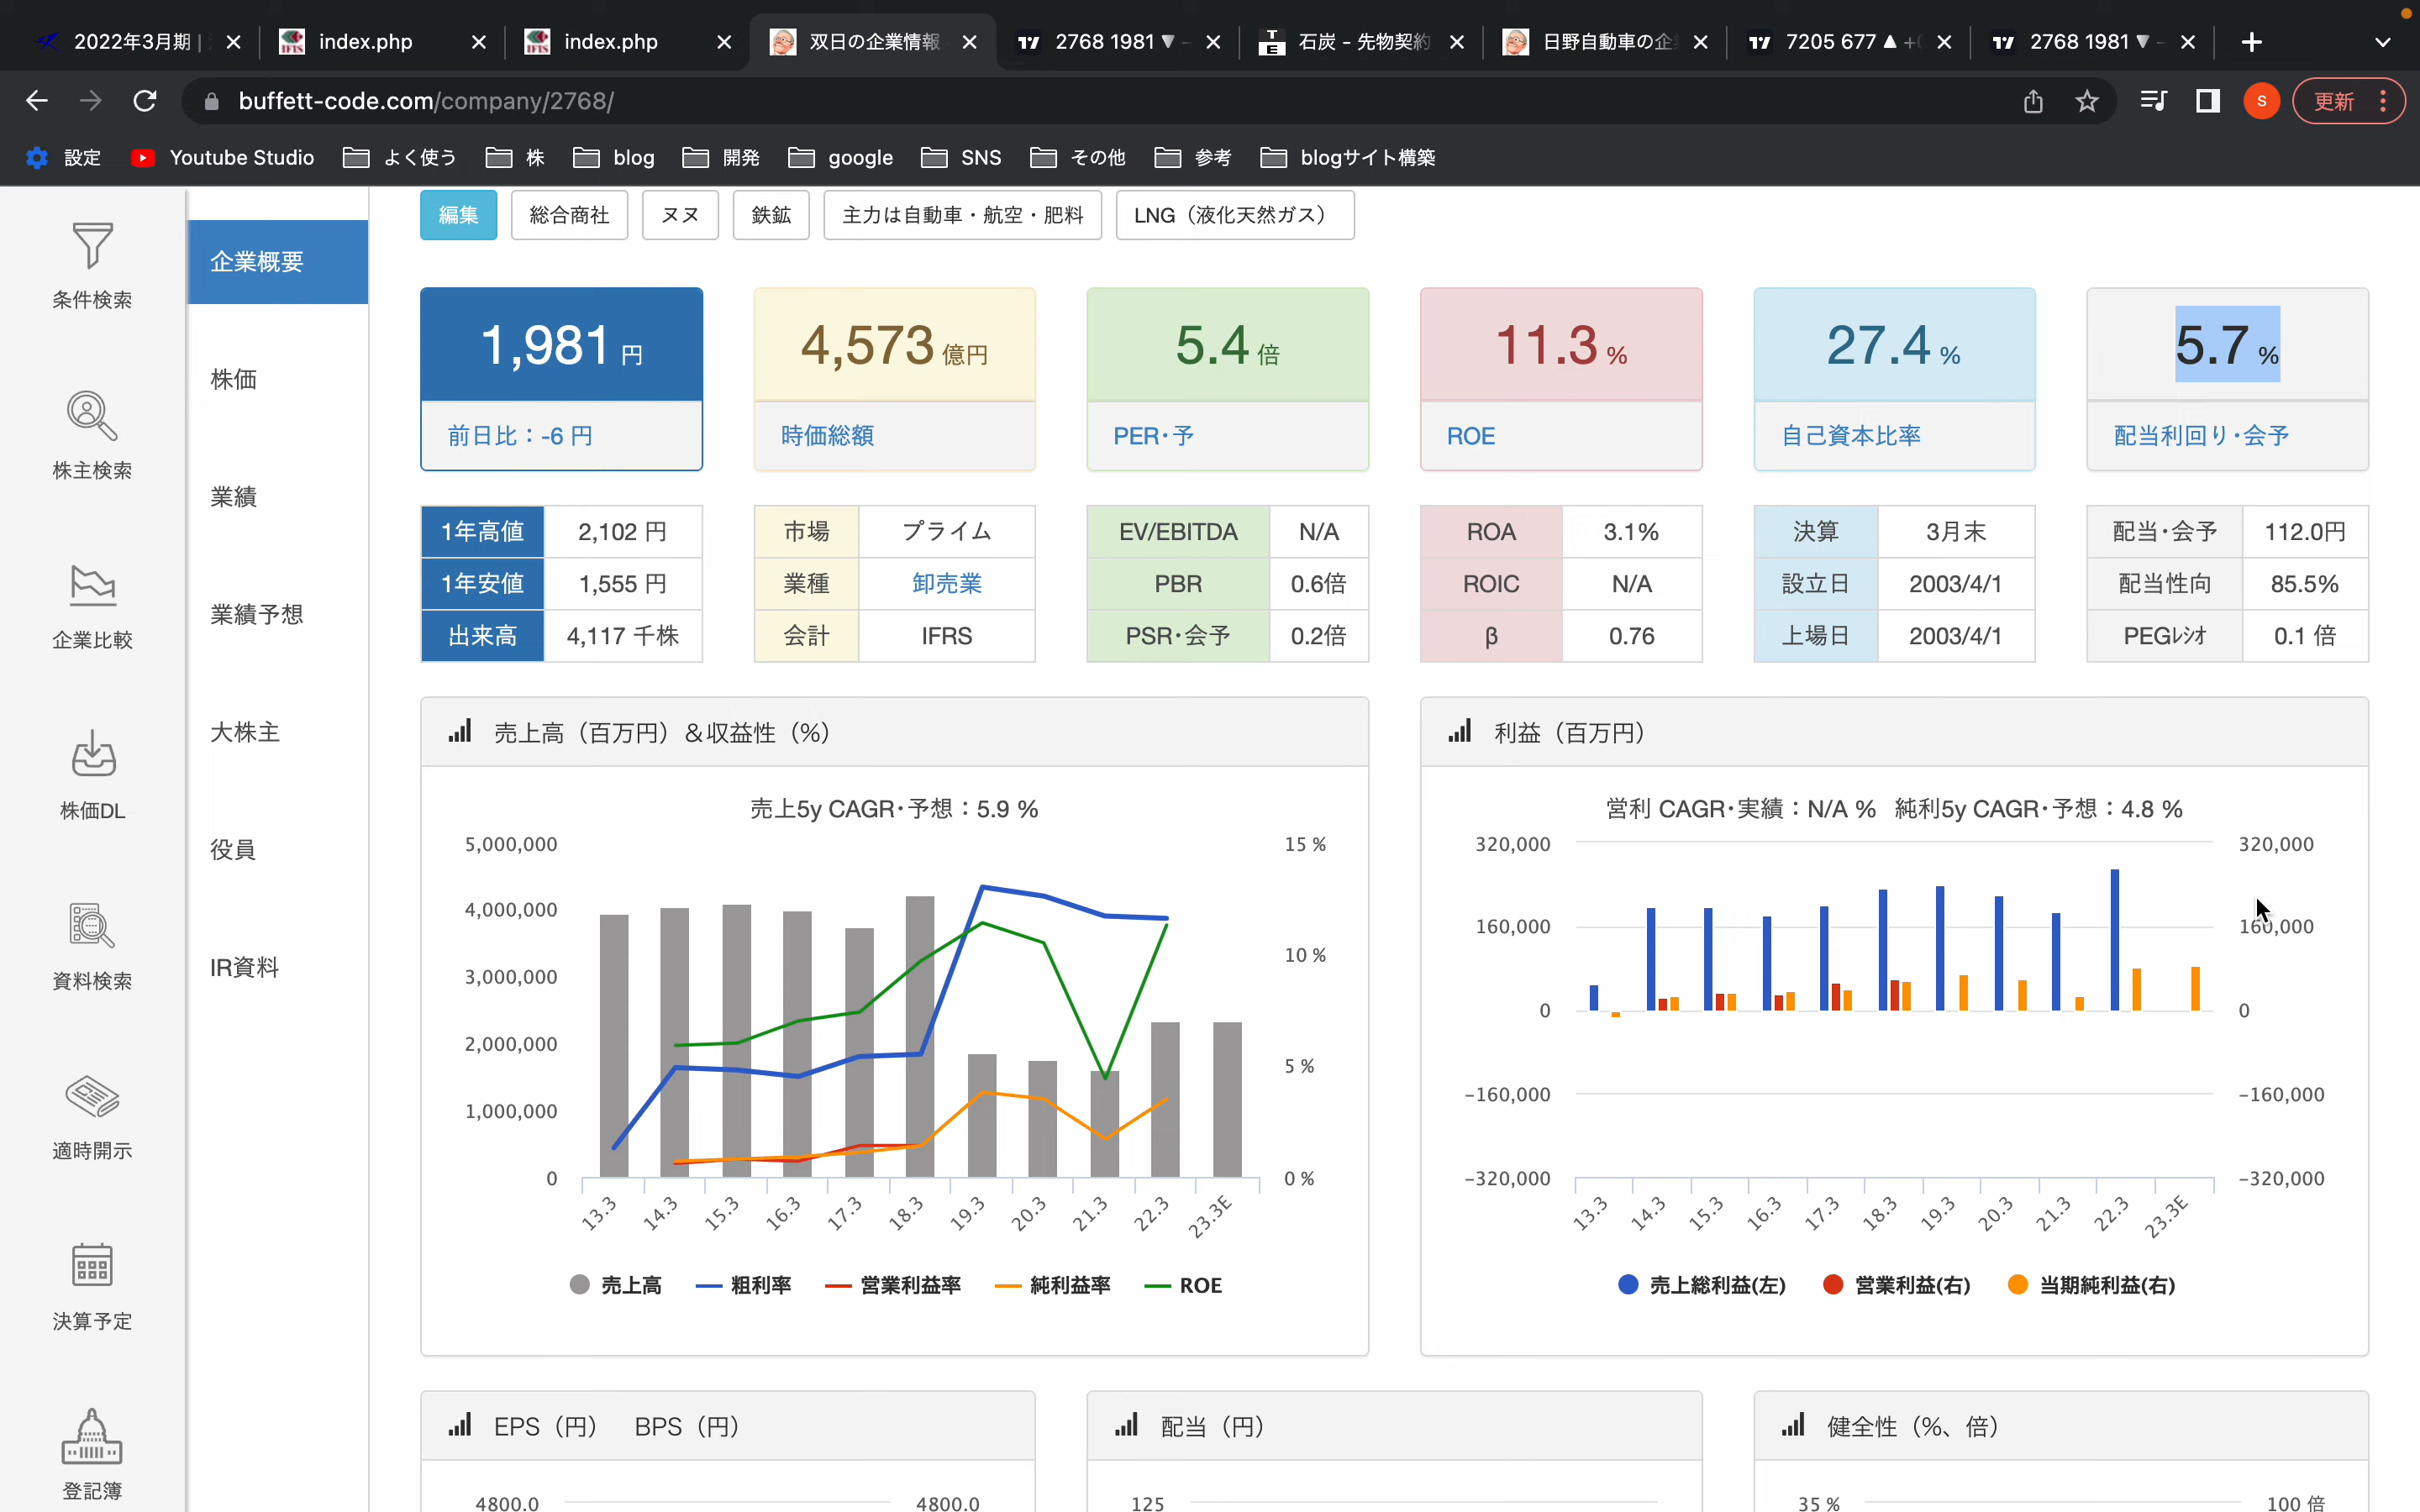 2022年3月期 |
index.php
index.php
双日の企業情報
2768 1981 ▼ -
石炭 - 先物契約
日野自動車の企
7205 677 ▲ +
2768 1981 ▼ -
buffett-code.com/company/2768/
S
更新
設定
Youtube Studio
よく使う
株
blog
開発
google
SNS
その他
参考
blogサイト構築
条件検索
株主検索
企業比較
株価DL
資料検索
適時開示
決算予定
登記簿
企業概要
株価
業績
業績予想
大株主
役員
IR資料
編集
総合商社
ヌヌ
鉄鉱
主力は自動車・航空・肥料
LNG（液化天然ガス）
1,981 円
前日比：-6 円
4,573 億円
時価総額
5.4 倍
PER･予
11.3 %
ROE
27.4 %
自己資本比率
5.7 %
配当利回り･会予
1年高値 2,102 円
1年安値 1,555 円
出来高 4,117 千株
市場 プライム
業種 卸売業
会計 IFRS
EV/EBITDA N/A
PBR 0.6倍
PSR･会予 0.2倍
ROA 3.1%
ROIC N/A
β 0.76
決算 3月末
設立日 2003/4/1
上場日 2003/4/1
配当･会予 112.0円
配当性向 85.5%
PEGﾚｼｵ 0.1 倍
売上高（百万円）＆収益性（%）
売上5y CAGR･予想：5.9 %
5,000,000
4,000,000
3,000,000
2,000,000
1,000,000
0
15 %
10 %
5 %
0 %
13.3 14.3 15.3 16.3 17.3 18.3 19.3 20.3 21.3 22.3 23.3E
売上高 粗利率 営業利益率 純利益率 ROE
利益（百万円）
営利 CAGR･実績：N/A % 純利5y CAGR･予想：4.8 %
320,000
160,000
0
-160,000
-320,000
320,000
160,000
0
-160,000
-320,000
13.3 14.3 15.3 16.3 17.3 18.3 19.3 20.3 21.3 22.3 23.3E
売上総利益(左) 営業利益(右) 当期純利益(右)
EPS（円） BPS（円）
4800.0
4800.0
配当（円）
125
健全性（%、倍）
35 %
100 倍